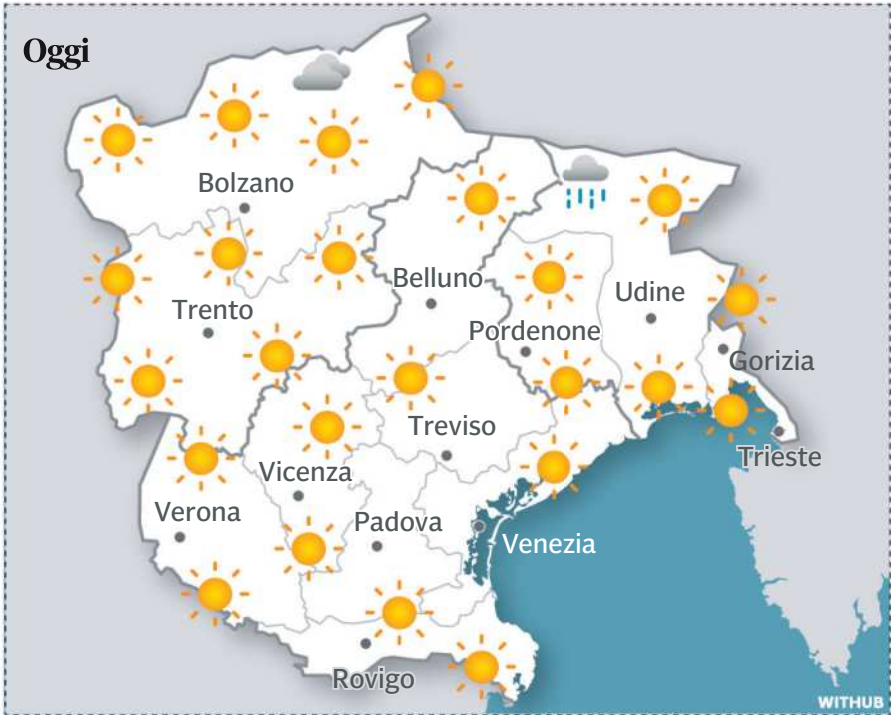 Oggi
Bolzano
Belluno
Udine
Trento
Pordenone
Gorizia
Treviso
Trieste
Vicenza
Verona
Padova
Venezia
Rovigo
WITHUB